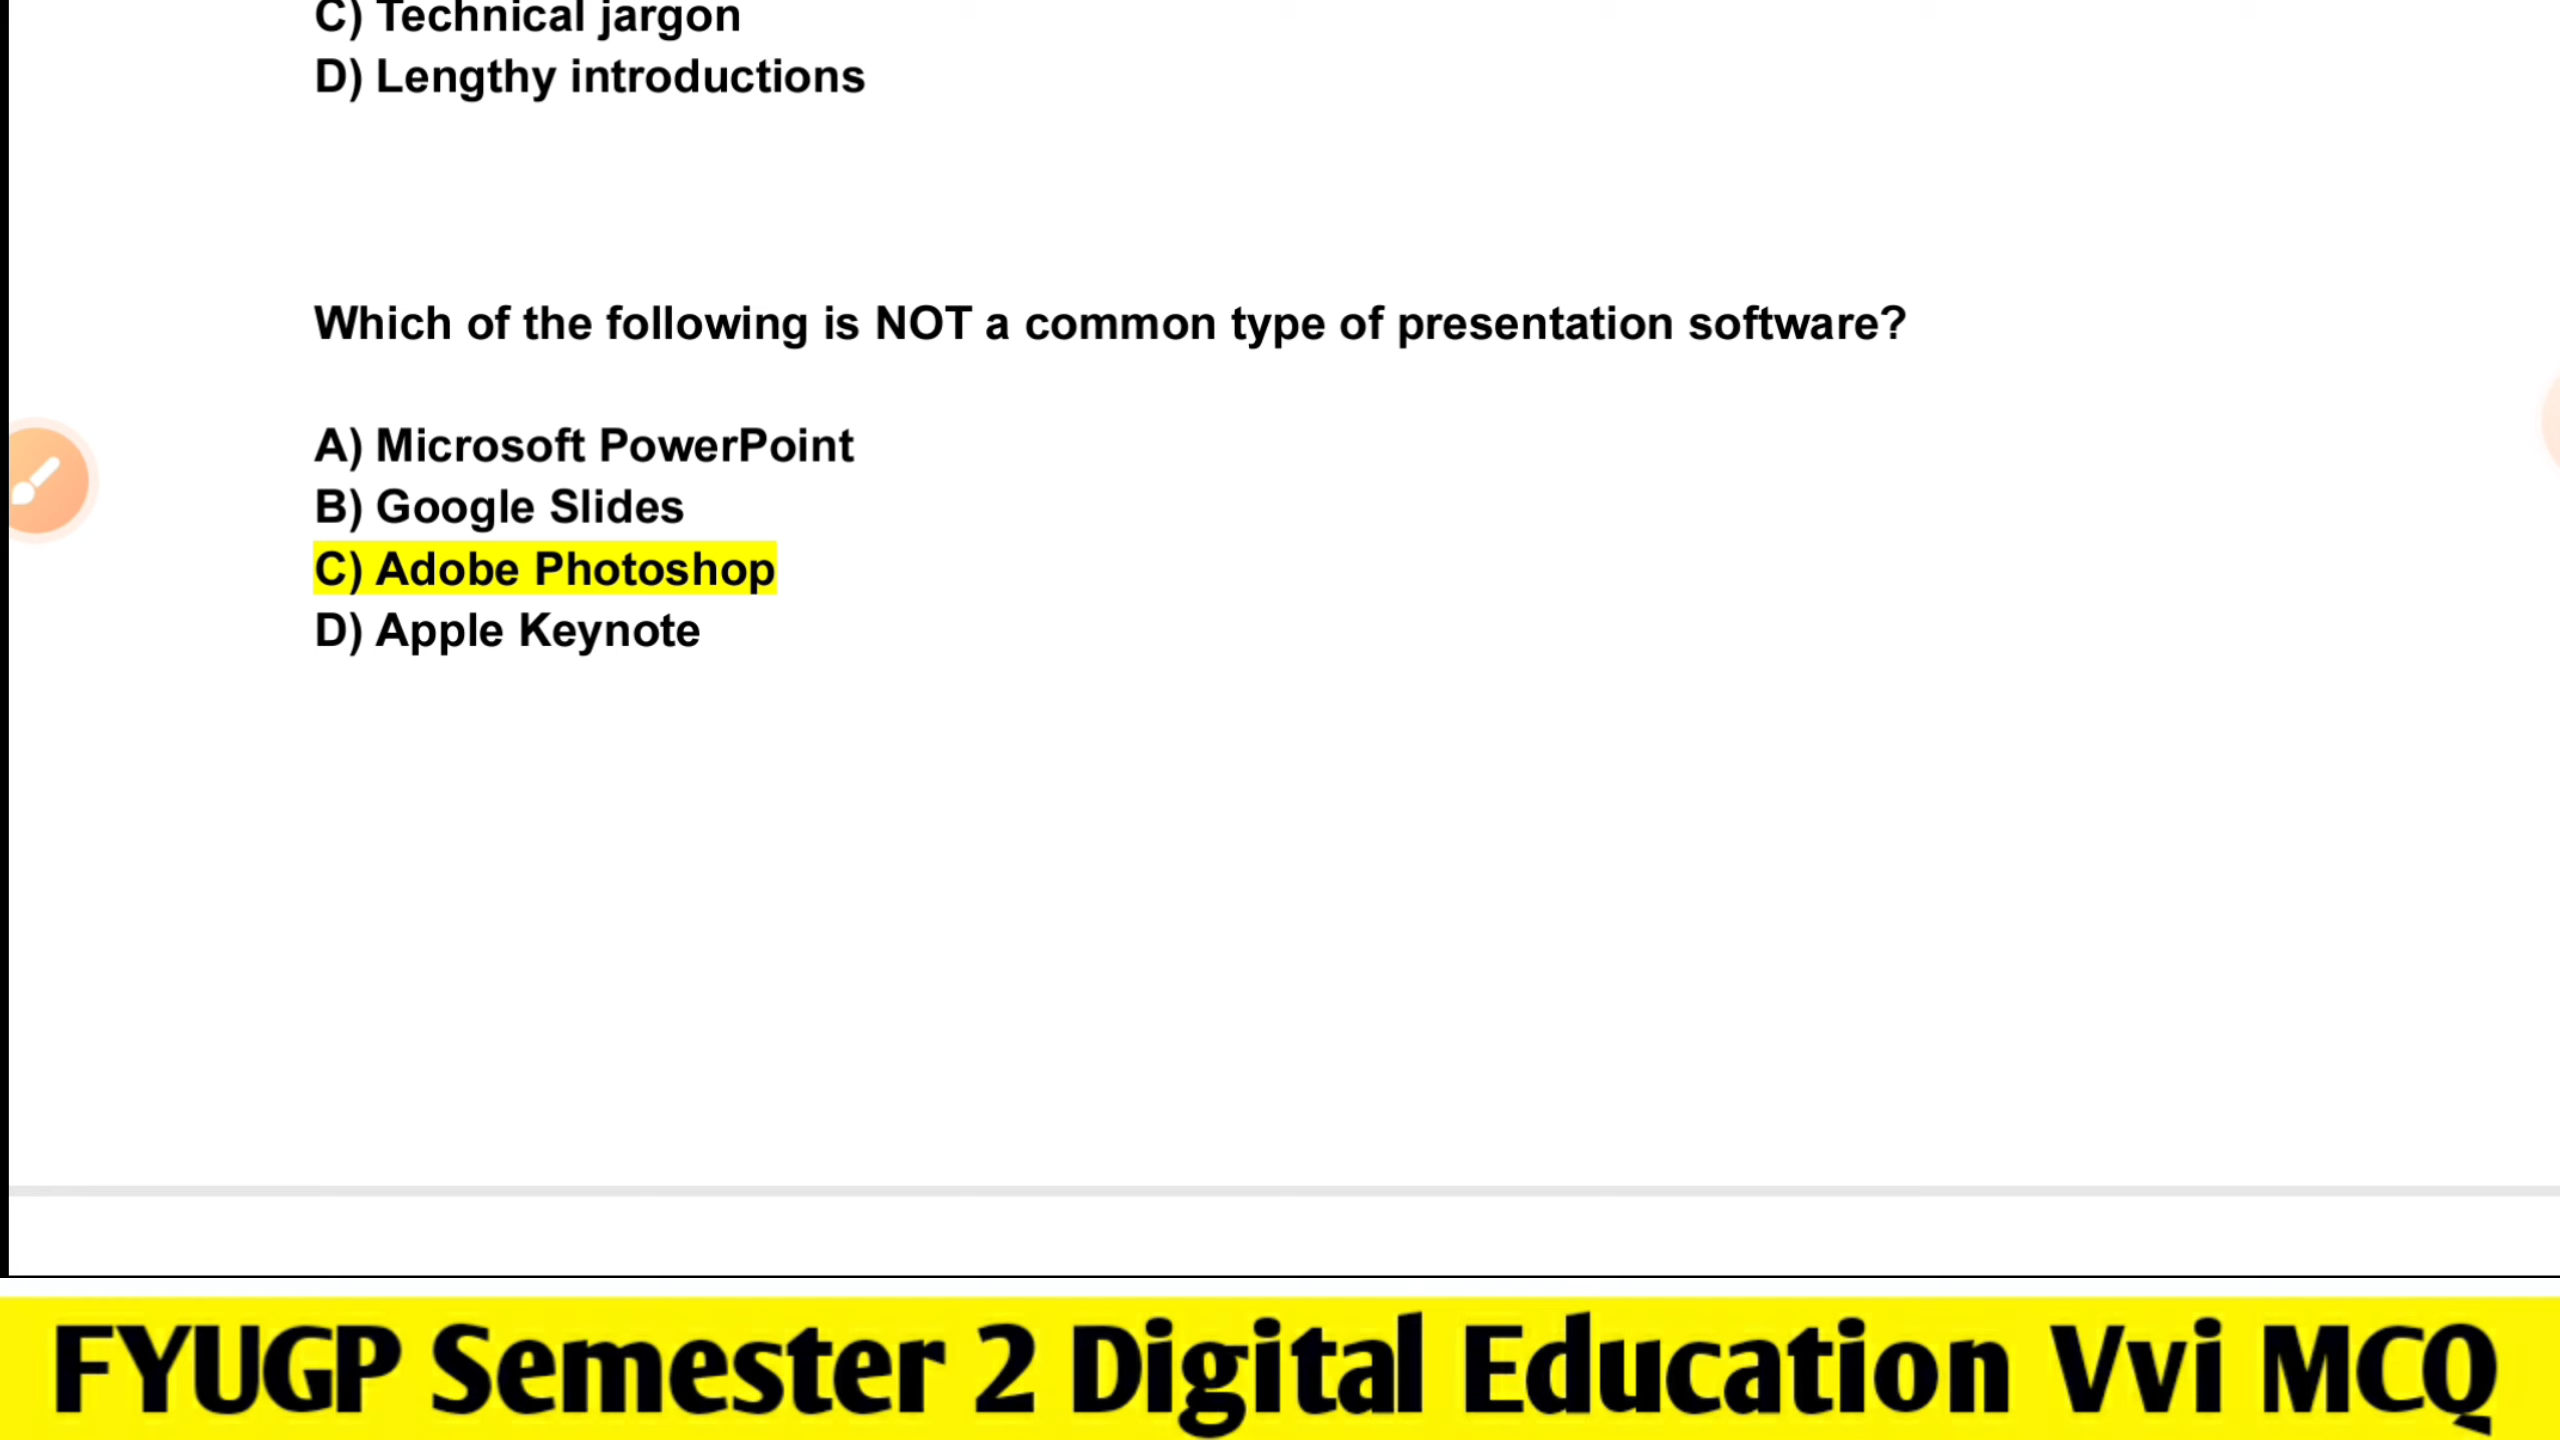 C) Technical jargon
D) Lengthy introductions
Which of the following is NOT a common type of presentation software?
A) Microsoft PowerPoint
B) Google Slides
C) Adobe Photoshop
D) Apple Keynote
FYUGP Semester 2 Digital Education Vvi MCQ